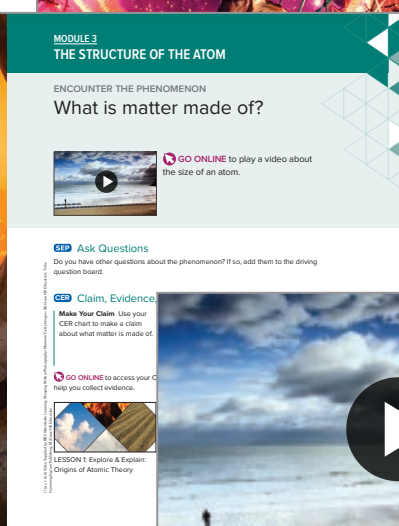 MODULE 3
THE STRUCTURE OF THE ATOM
ENCOUNTER THE PHENOMENON
What is matter made of?
GO ONLINE to play a video about
the size of an atom.
SEP Ask Questions
Do you have other questions about the phenomenon? If so, add them to the driving
question board.
CER Claim, Evidence,
Make Your Claim Use your
CER chart to make a claim
about what matter is made of.
GO ONLINE to access your C
help you collect evidence.
LESSON 1: Explore & Explain:
Origins of Atomic Theory